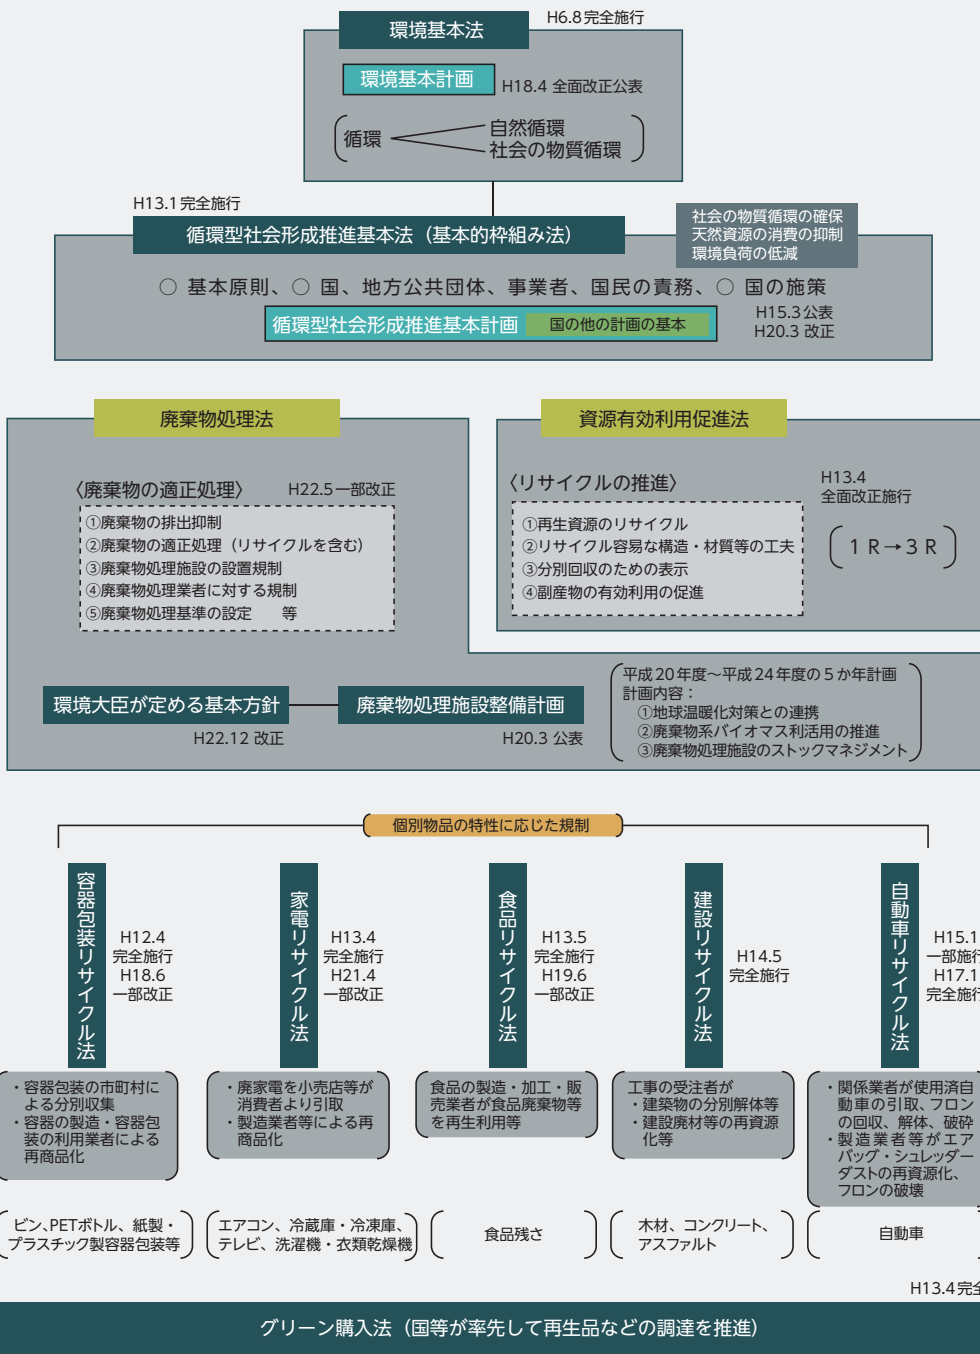 環境基本法
H6.8完全施行
環境基本計画
H18.4 全面改正公表
循環
自然循環
社会の物質循環
H13.1完全施行
循環型社会形成推進基本法（基本的枠組み法）
社会の物質循環の確保
天然資源の消費の抑制
環境負荷の低減
○ 基本原則、○ 国、地方公共団体、事業者、国民の責務、○ 国の施策
循環型社会形成推進基本計画
国の他の計画の基本
H15.3公表
H20.3 改正
廃棄物処理法
〈廃棄物の適正処理〉
H22.5一部改正
①廃棄物の排出抑制
②廃棄物の適正処理（リサイクルを含む）
③廃棄物処理施設の設置規制
④廃棄物処理業者に対する規制
⑤廃棄物処理基準の設定　　等
資源有効利用促進法
〈リサイクルの推進〉
H13.4
全面改正施行
①再生資源のリサイクル
②リサイクル容易な構造・材質等の工夫
③分別回収のための表示
④副産物の有効利用の促進
１Ｒ→３Ｒ
環境大臣が定める基本方針
H22.12 改正
廃棄物処理施設整備計画
H20.3 公表
平成20年度～平成24年度の５か年計画
計画内容：
①地球温暖化対策との連携
②廃棄物系バイオマス利活用の推進
③廃棄物処理施設のストックマネジメント
個別物品の特性に応じた規制
容器包装リサイクル法
H12.4
完全施行
H18.6
一部改正
・容器包装の市町村に
よる分別収集
・容器の製造・容器包
装の利用業者による
再商品化
ビン、PETボトル、紙製・
プラスチック製容器包装等
家電リサイクル法
H13.4
完全施行
H21.4
一部改正
・廃家電を小売店等が
消費者より引取
・製造業者等による再
商品化
エアコン、冷蔵庫・冷凍庫、
テレビ、洗濯機・衣類乾燥機
食品リサイクル法
H13.5
完全施行
H19.6
一部改正
食品の製造・加工・販
売業者が食品廃棄物等
を再生利用等
食品残さ
建設リサイクル法
H14.5
完全施行
工事の受注者が
・建築物の分別解体等
・建設廃材等の再資源
化等
木材、コンクリート、
アスファルト
自動車リサイクル法
H15.1
一部施行
H17.1
完全施行
・関係業者が使用済自
動車の引取、フロン
の回収、解体、破砕
・製造業者等がエア
バッグ・シュレッダー
ダストの再資源化、
フロンの破壊
自動車
H13.4完全
グリーン購入法（国等が率先して再生品などの調達を推進）